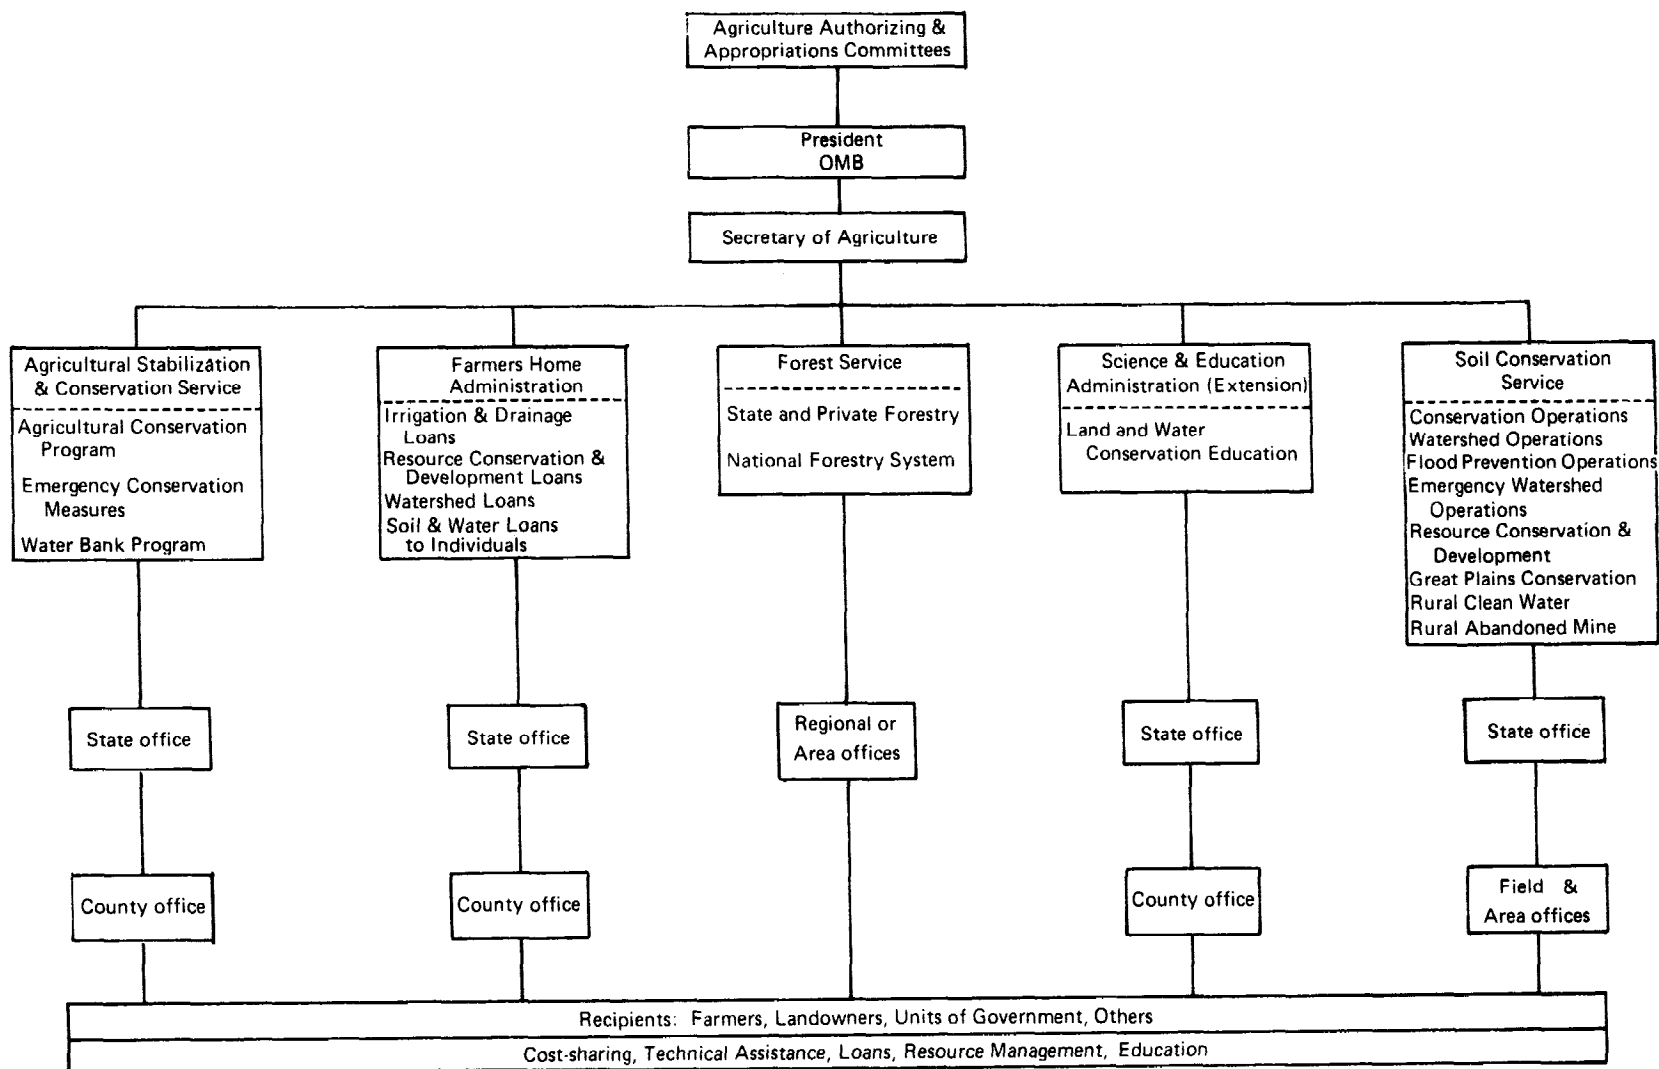 Agriculture Authorizing &
Appropriations Committees
President
OMB
Secretary of Agriculture
Agricultural Stabilization
& Conservation Service
Agricultural Conservation
Program
Emergency Conservation
Measures
Water Bank Program
Farmers Home
Administration
Irrigation & Drainage
Loans
Resource Conservation &
Development Loans
Watershed Loans
Soil & Water Loans
to Individuals
Forest Service
State and Private Forestry
National Forestry System
Science & Education
Administration (Extension)
Land and Water
Conservation Education
Soil Conservation
Service
Conservation Operations
Watershed Operations
Flood Prevention Operations
Emergency Watershed
Operations
Resource Conservation &
Development
Great Plains Conservation
Rural Clean Water
Rural Abandoned Mine
State office
State office
Regional or
Area offices
State office
State office
County office
County office
County office
Field &
Area offices
Recipients: Farmers, Landowners, Units of Government, Others
Cost-sharing, Technical Assistance, Loans, Resource Management, Education